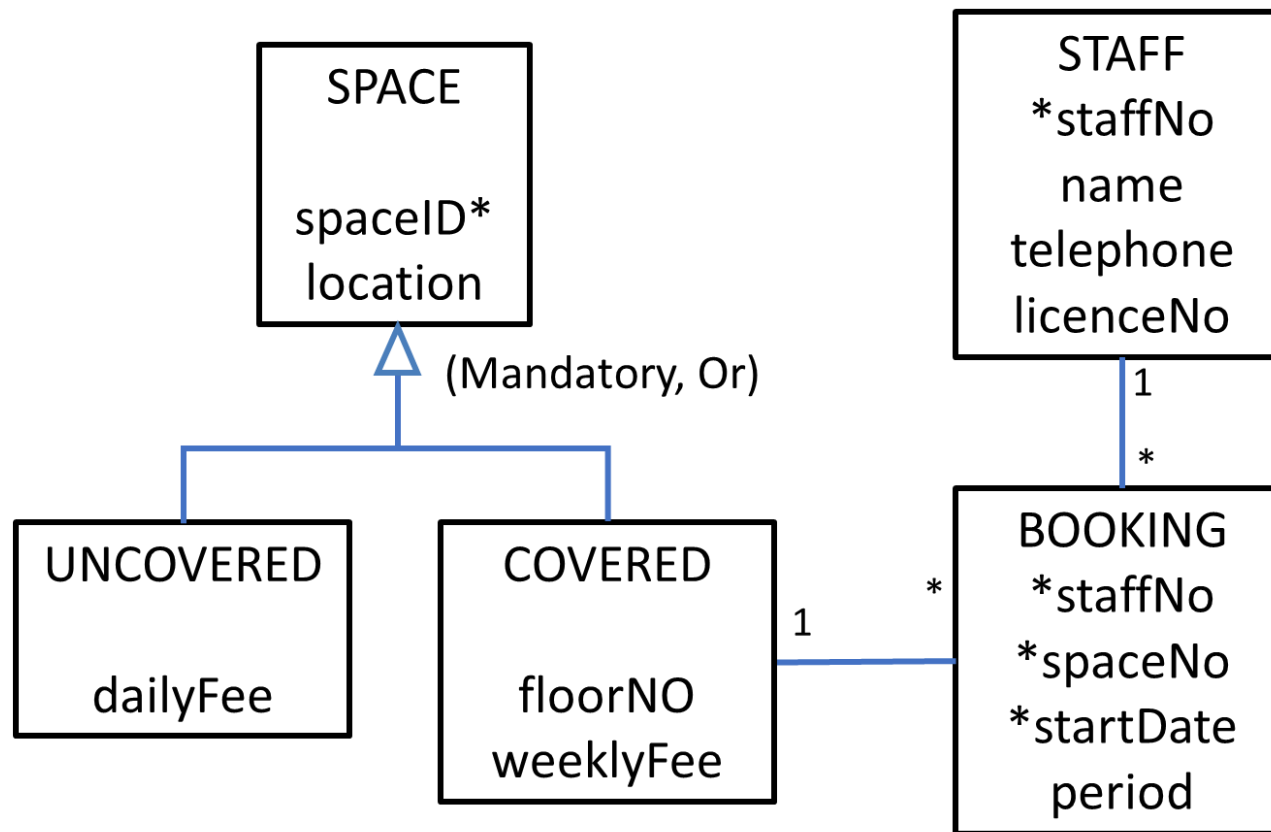 SPACE
spaceID*
location
(Mandatory, Or)
UNCOVERED
dailyFee
COVERED
floorNO
weeklyFee
1
*
STAFF
*staffNo
name
telephone
licenceNo
1
*
BOOKING
*staffNo
*spaceNo
*startDate
period